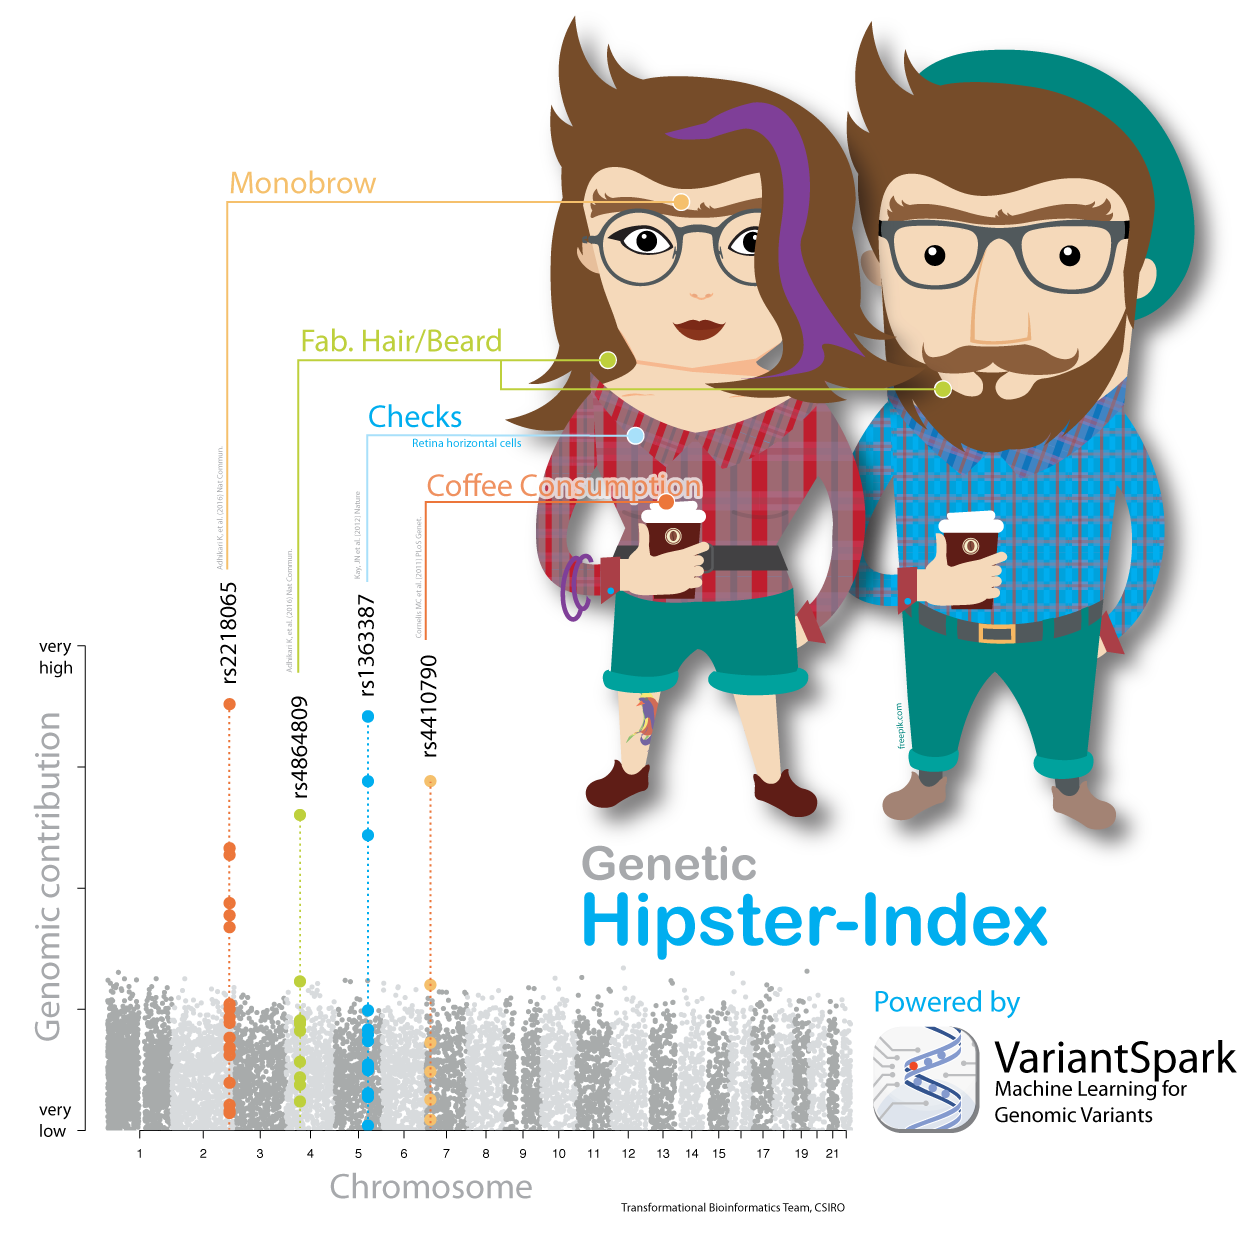 Monobrow
Fab. Hair/Beard
Checks
Retina horizontal cells
Coffee Consumption
Adhikari K, et al. (2016) Nat Commun.
Adhikari K, et al. (2016) Nat Commun.
Kay, JN et al. (2012) Nature
Cornelis MC et al. (2011) PLoS Genet.
rs2218065
rs4864809
rs1363387
rs4410790
very
high
Genomic contribution
very
low
1 2 3 4 5 6 7 8 9 10 11 12 13 14 15 17 19 21
Chromosome
freepik.com
Genetic
Hipster-Index
Powered by
VariantSpark
Machine Learning for
Genomic Variants
Transformational Bioinformatics Team, CSIRO